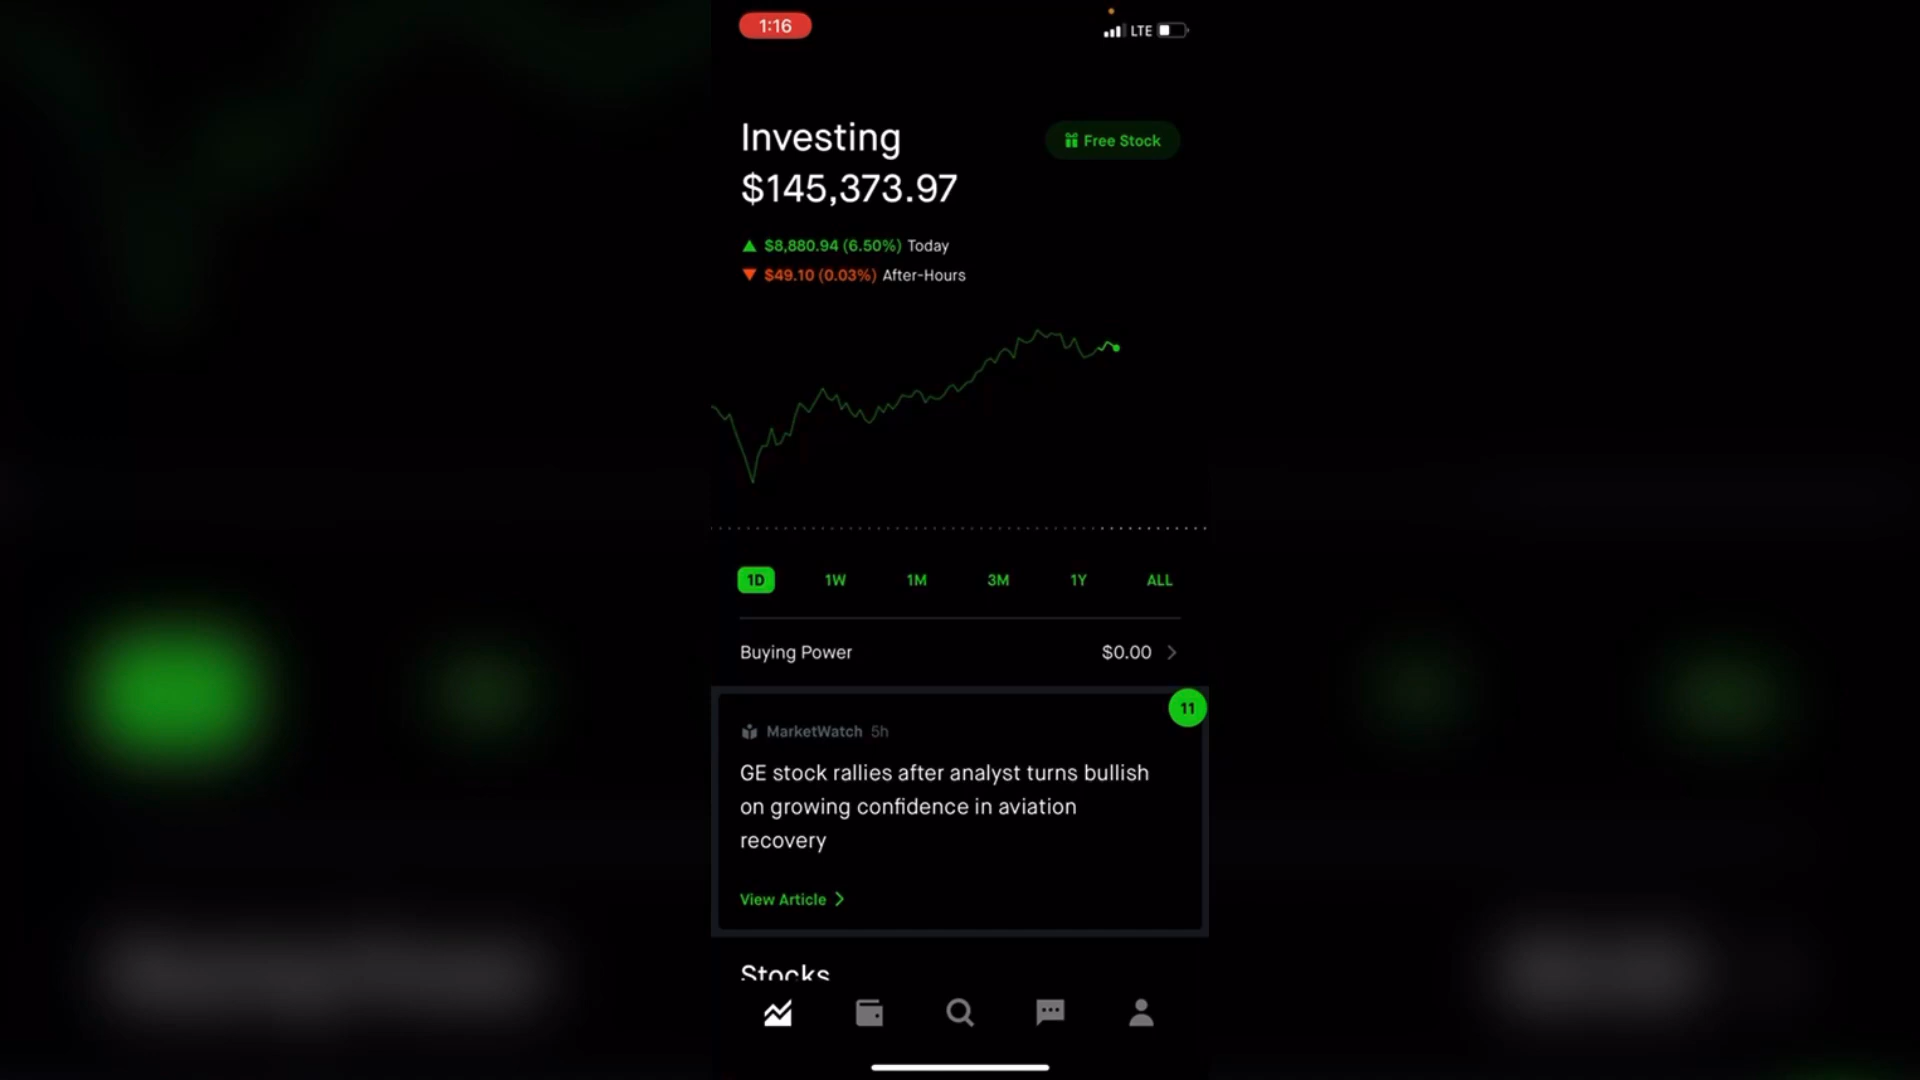 1:16
LTE
Investing
Free Stock
$145,373.97
$8,880.94 (6.50%) Today
$49.10 (0.03%) After-Hours
1D 1W 1M 3M 1Y ALL
Buying Power $0.00
11
MarketWatch 5h
GE stock rallies after analyst turns bullish
on growing confidence in aviation
recovery
View Article
Stocks